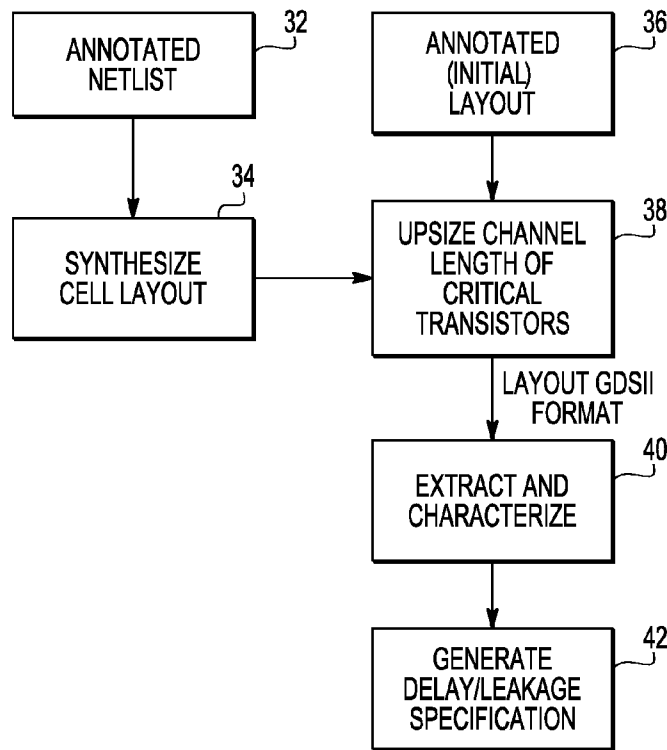 32
ANNOTATED
NETLIST
36
ANNOTATED
(INITIAL)
LAYOUT
34
SYNTHESIZE
CELL LAYOUT
38
UPSIZE CHANNEL
LENGTH OF
CRITICAL
TRANSISTORS
LAYOUT GDSII
FORMAT
40
EXTRACT AND
CHARACTERIZE
42
GENERATE
DELAY/LEAKAGE
SPECIFICATION